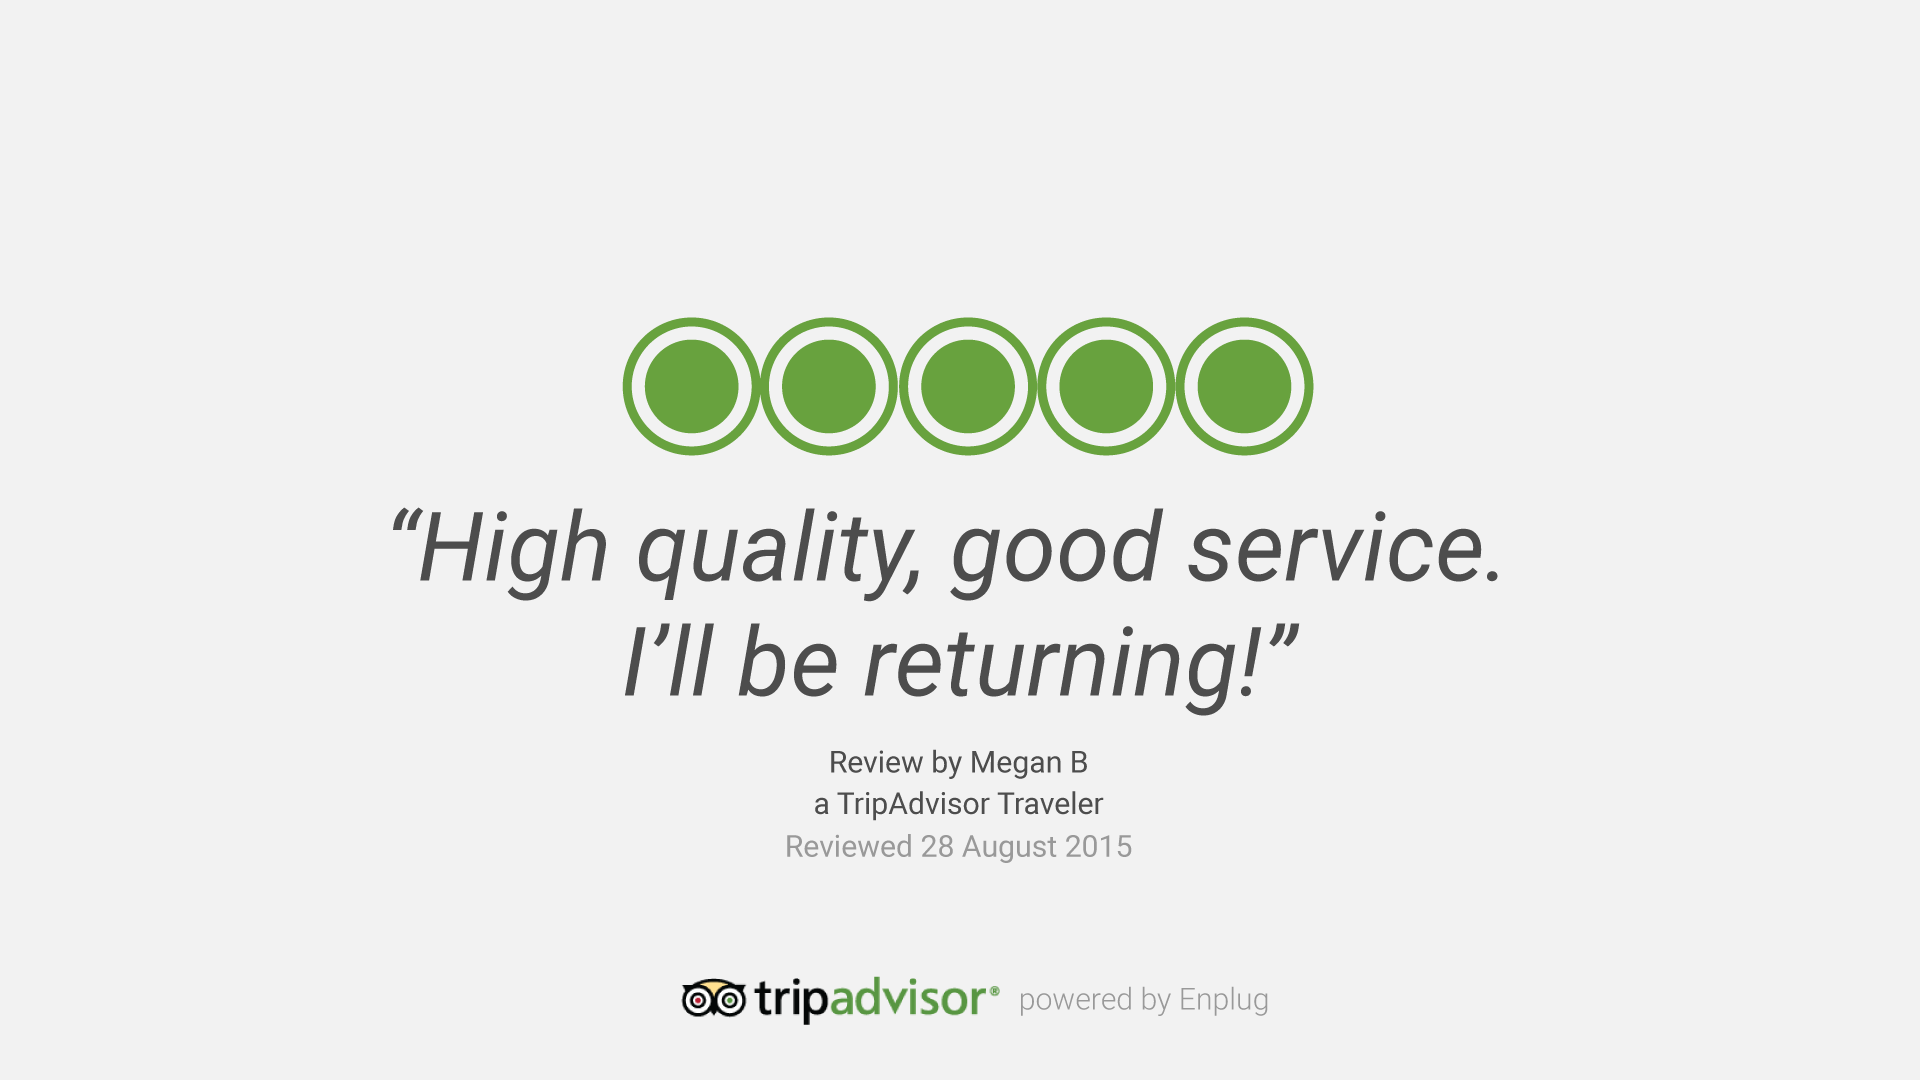 “High quality, good service.
I’ll be returning!”
Review by Megan B
a TripAdvisor Traveler
Reviewed 28 August 2015
tripadvisor® powered by Enplug